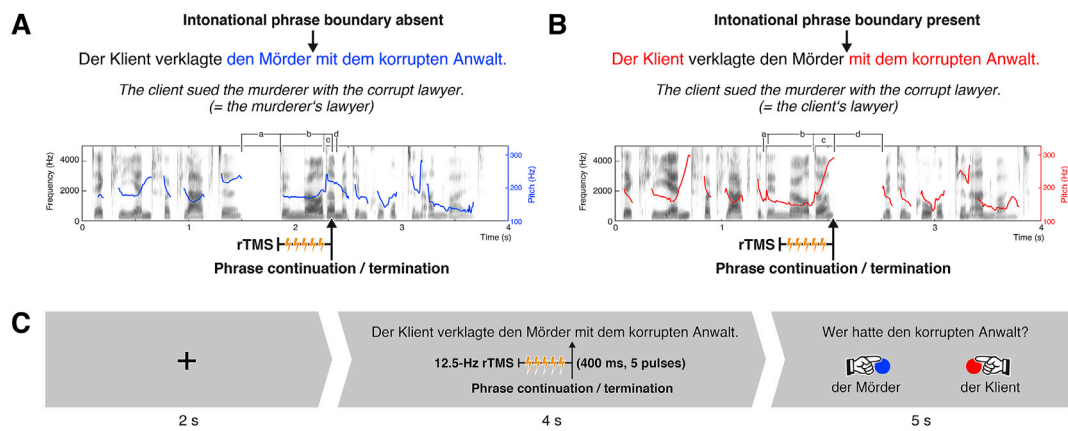 A
Intonational phrase boundary absent
Der Klient verklagte den Mörder mit dem korrupten Anwalt.
The client sued the murderer with the corrupt lawyer.
(= the murderer's lawyer)
a b c d
Frequency (Hz)
4000
2000
0
300
200
100
Pitch (Hz)
0 1 2 3 4
Time (s)
rTMS
Phrase continuation / termination
B
Intonational phrase boundary present
Der Klient verklagte den Mörder mit dem korrupten Anwalt.
The client sued the murderer with the corrupt lawyer.
(= the client's lawyer)
a b c d
Frequency (Hz)
4000
2000
0
300
200
100
Pitch (Hz)
0 1 3 4
Time (s)
rTMS
Phrase continuation / termination
C
+
2 s
Der Klient verklagte den Mörder mit dem korrupten Anwalt.
12.5-Hz rTMS (400 ms, 5 pulses)
Phrase continuation / termination
4 s
Wer hatte den korrupten Anwalt?
der Mörder der Klient
5 s